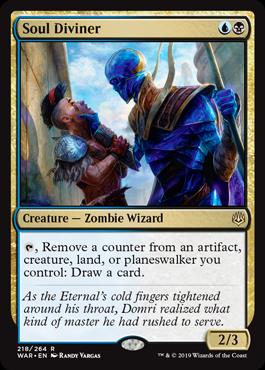 Soul Diviner
Creature — Zombie Wizard
, Remove a counter from an artifact,
creature, land, or planeswalker you
control: Draw a card.
As the Eternal's cold fingers tightened
around his throat, Domri realized what
kind of master he had rushed to serve.
2/3
218/264 R
WAR • EN Randy Vargas
™ & © 2019 Wizards of the Coast